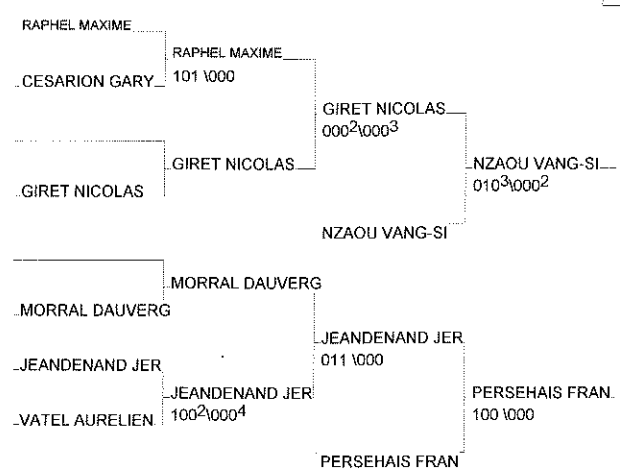 RAPHEL MAXIME
CESARION GARY
RAPHEL MAXIME
101 \000
GIRET NICOLAS
GIRET NICOLAS
GIRET NICOLAS
000²\000³
NZAOU VANG-SI
NZAOU VANG-SI
010³\000²
MORRAL DAUVERG
MORRAL DAUVERG
JEANDENAND JER
VATEL AURELIEN
JEANDENAND JER
100²\000⁴
JEANDENAND JER
011 \000
PERSEHAIS FRAN
PERSEHAIS FRAN
100 \000